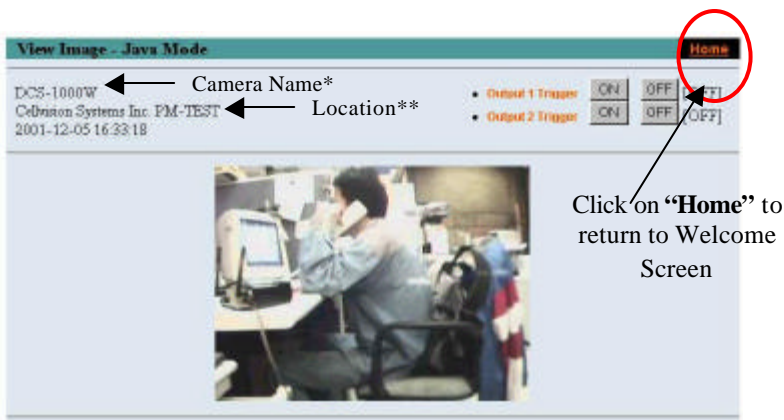 View Image - Java Mode
Home
DCS-1000W
Camera Name*
Output 1 Trigger ON OFF [OFF]
Cellvision Systems Inc. PM-TEST
Location**
Output 2 Trigger ON OFF [OFF]
2001-12-05 16:33:18
Click on “Home” to
return to Welcome
Screen